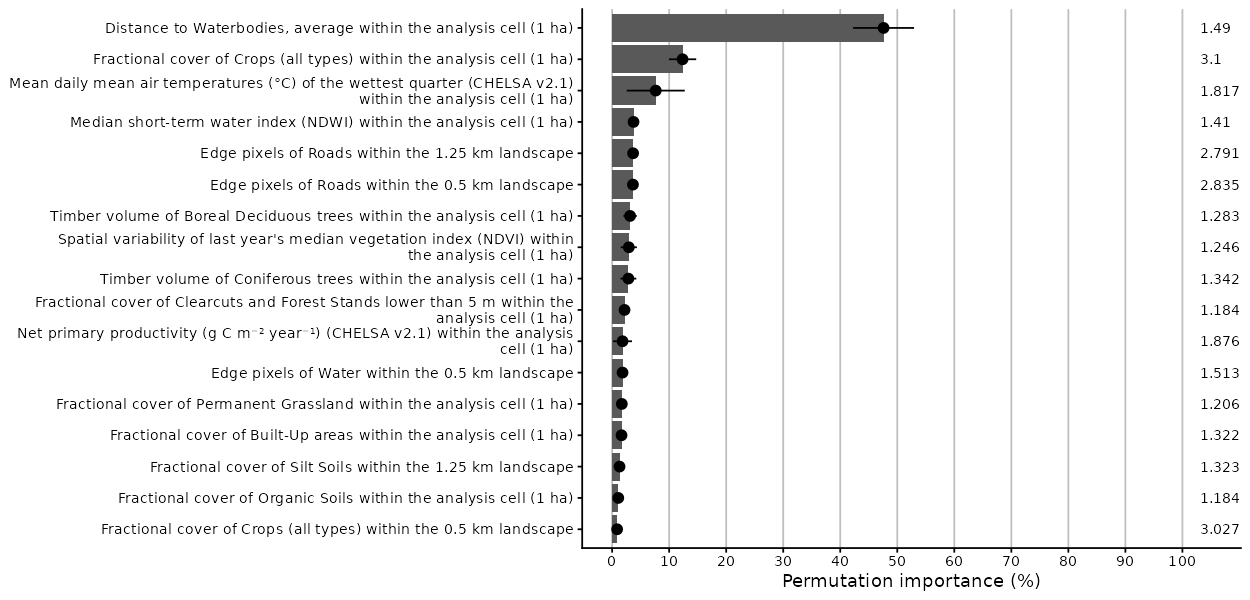 Distance to Waterbodies, average within the analysis cell (1 ha) 1.49
Fractional cover of Crops (all types) within the analysis cell (1 ha) 3.1
Mean daily mean air temperatures (°C) of the wettest quarter (CHELSA v2.1)
within the analysis cell (1 ha) 1.817
Median short-term water index (NDWI) within the analysis cell (1 ha) 1.41
Edge pixels of Roads within the 1.25 km landscape 2.791
Edge pixels of Roads within the 0.5 km landscape 2.835
Timber volume of Boreal Deciduous trees within the analysis cell (1 ha) 1.283
Spatial variability of last year's median vegetation index (NDVI) within
the analysis cell (1 ha) 1.246
Timber volume of Coniferous trees within the analysis cell (1 ha) 1.342
Fractional cover of Clearcuts and Forest Stands lower than 5 m within the
analysis cell (1 ha) 1.184
Net primary productivity (g C m⁻² year⁻¹) (CHELSA v2.1) within the analysis
cell (1 ha) 1.876
Edge pixels of Water within the 0.5 km landscape 1.513
Fractional cover of Permanent Grassland within the analysis cell (1 ha) 1.206
Fractional cover of Built-Up areas within the analysis cell (1 ha) 1.322
Fractional cover of Silt Soils within the 1.25 km landscape 1.323
Fractional cover of Organic Soils within the analysis cell (1 ha) 1.184
Fractional cover of Crops (all types) within the 0.5 km landscape 3.027
0 10 20 30 40 50 60 70 80 90 100
Permutation importance (%)